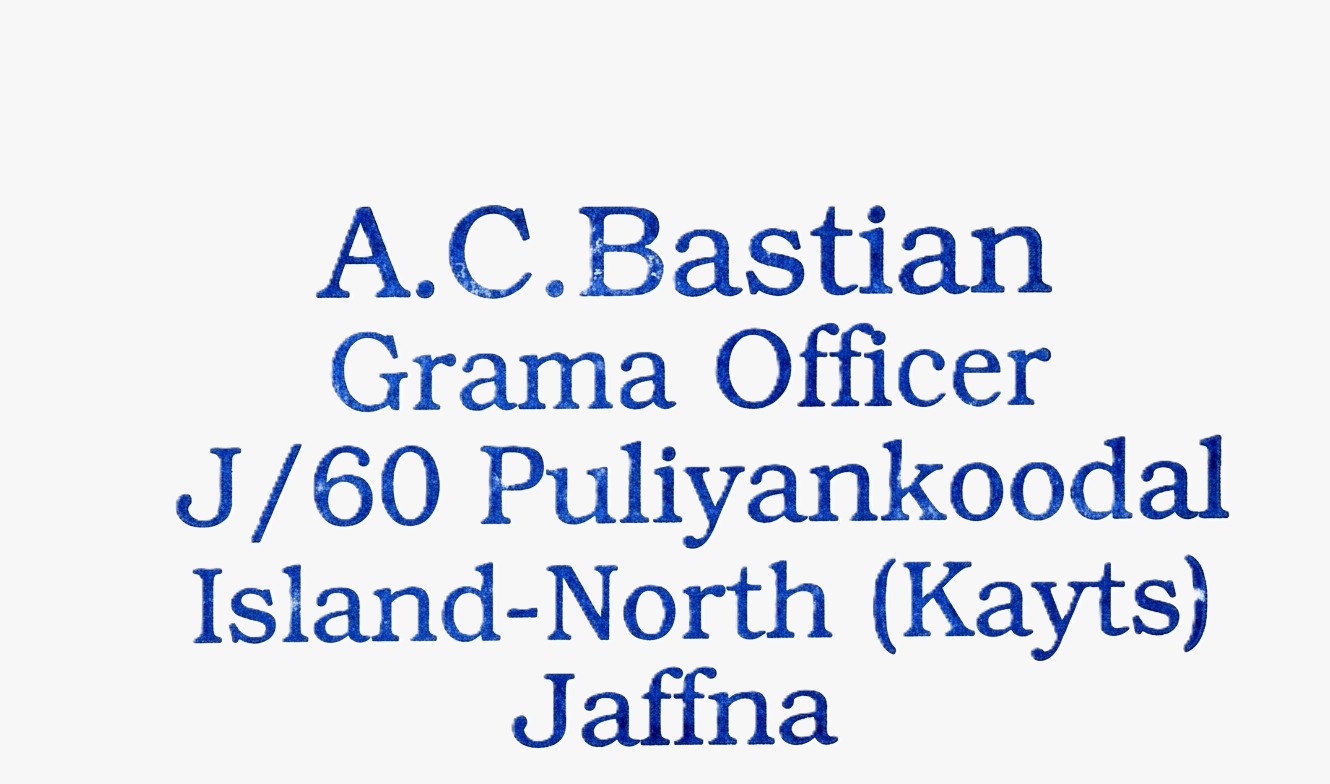 A.C.Bastian
Grama Officer
J/60 Puliyankoodal
Island-North (Kayts)
Jaffna